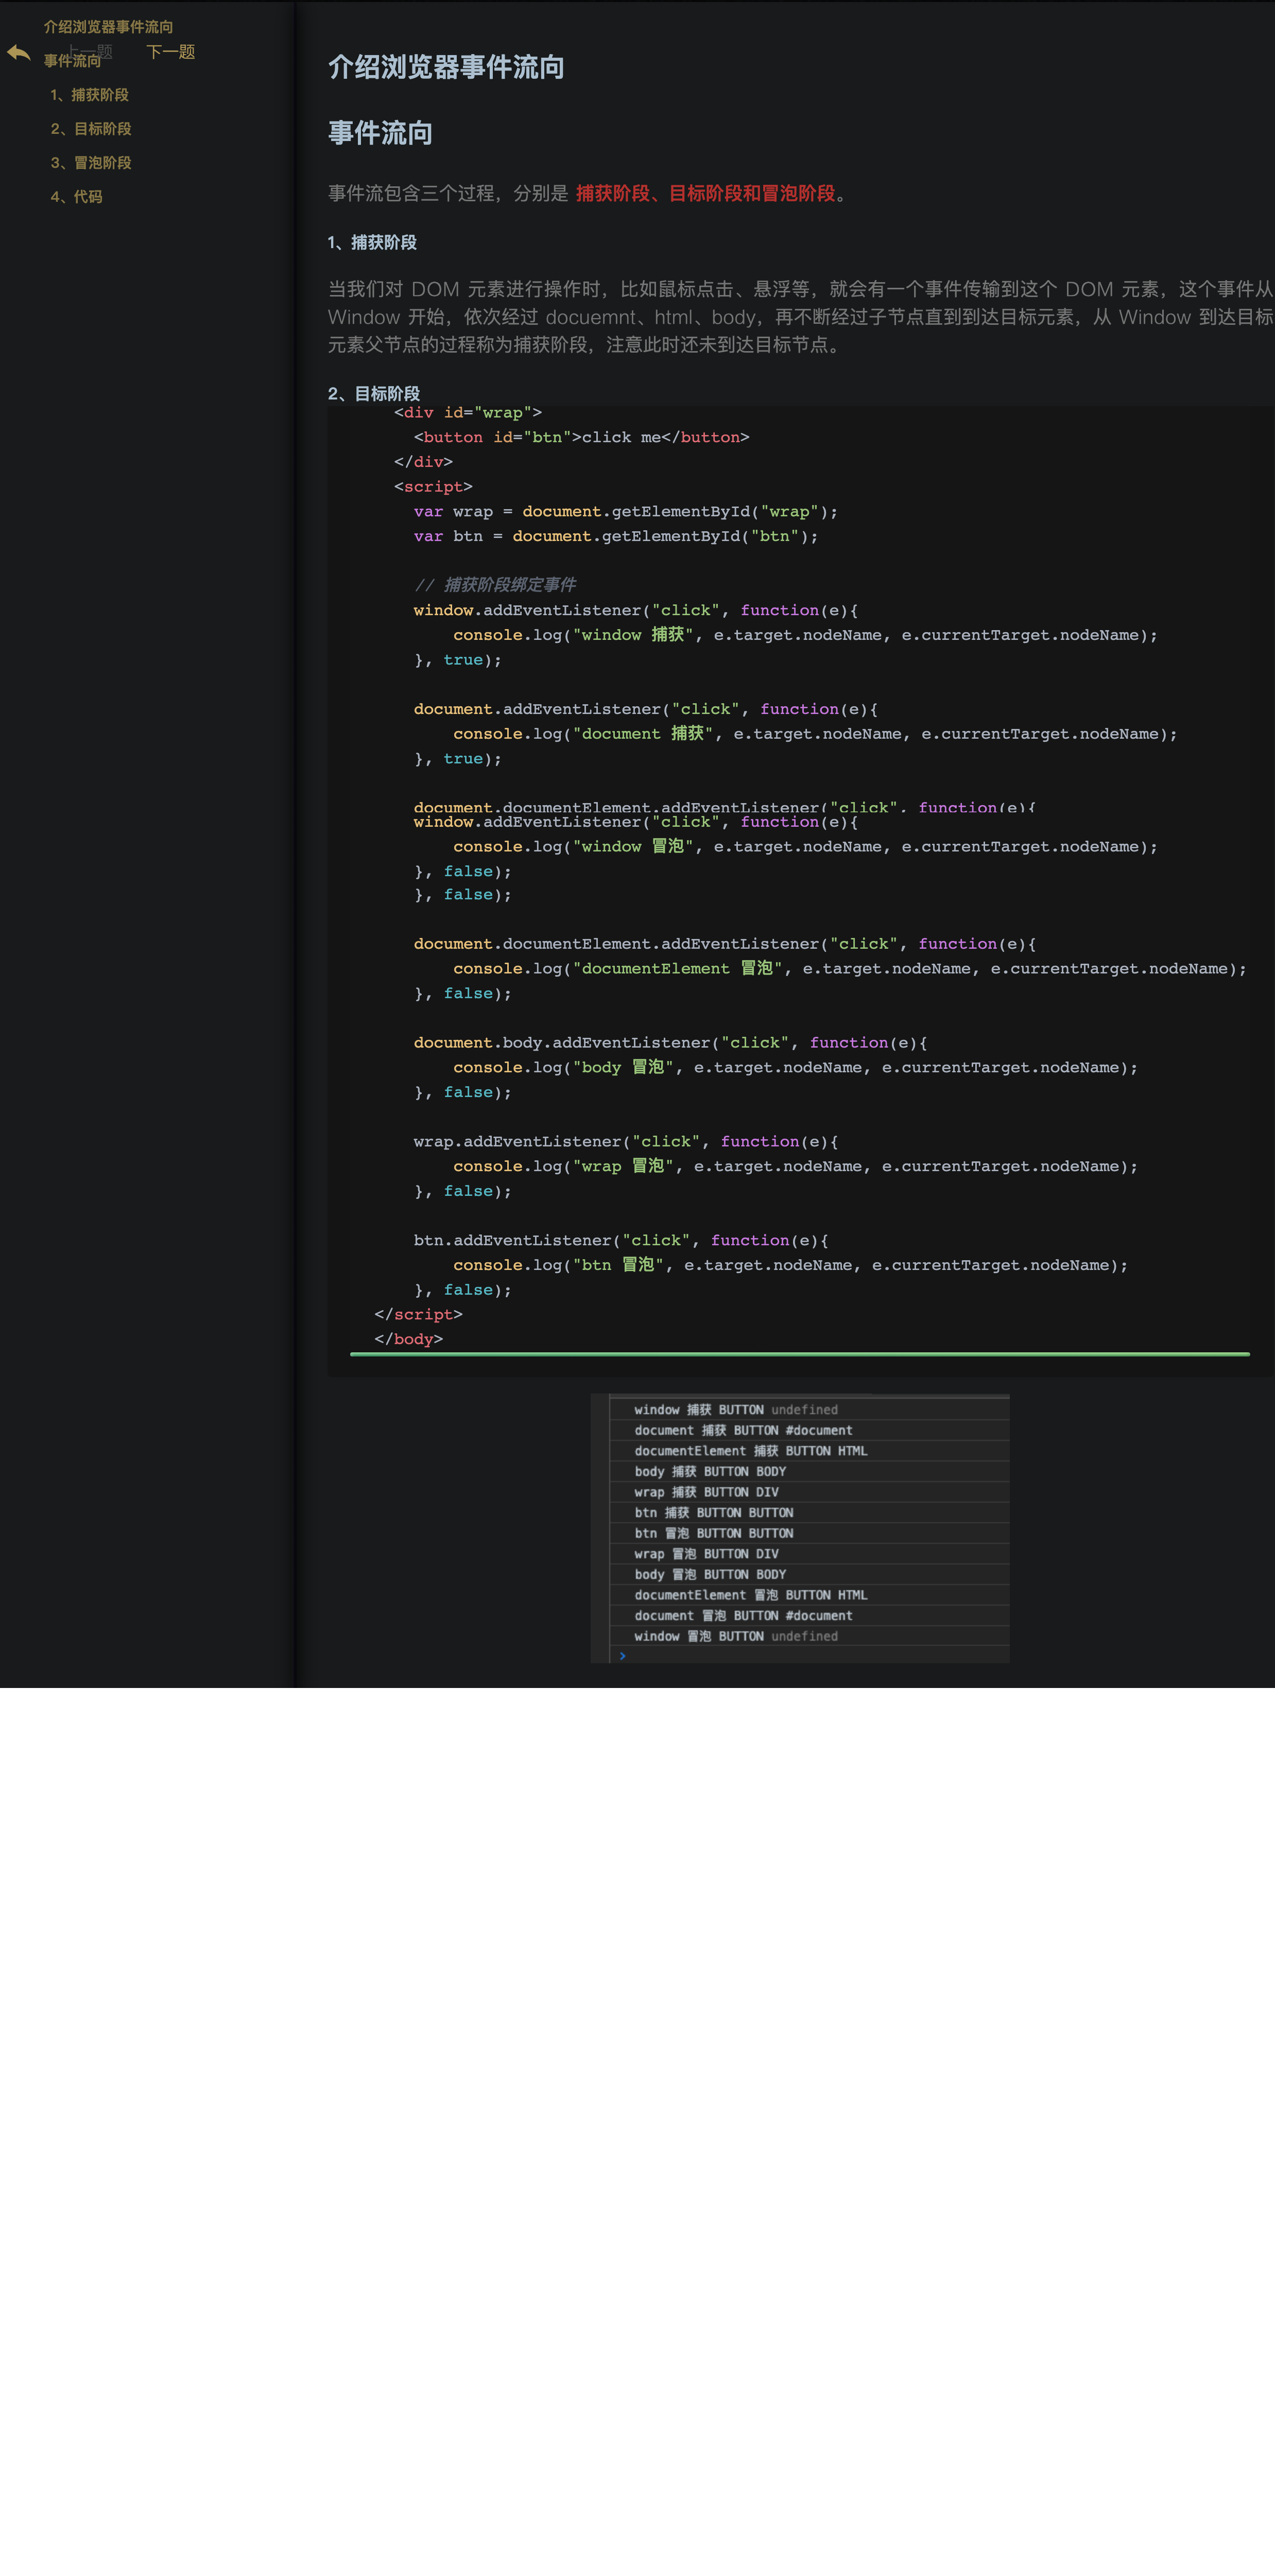 介绍浏览器事件流向
上一题 下一题
事件流向
1、捕获阶段
2、目标阶段
3、冒泡阶段
4、代码
介绍浏览器事件流向
事件流向
事件流包含三个过程，分别是 捕获阶段、目标阶段和冒泡阶段。
1、捕获阶段
当我们对 DOM 元素进行操作时，比如鼠标点击、悬浮等，就会有一个事件传输到这个 DOM 元素，这个事件从
Window 开始，依次经过 docuemnt、html、body，再不断经过子节点直到到达目标元素，从 Window 到达目标
元素父节点的过程称为捕获阶段，注意此时还未到达目标节点。
2、目标阶段
<div id="wrap">
<button id="btn">click me</button>
</div>
<script>
var wrap = document.getElementById("wrap");
var btn = document.getElementById("btn");
// 捕获阶段绑定事件
window.addEventListener("click", function(e){
console.log("window 捕获", e.target.nodeName, e.currentTarget.nodeName);
}, true);
document.addEventListener("click", function(e){
console.log("document 捕获", e.target.nodeName, e.currentTarget.nodeName);
}, true);
document.documentElement.addEventListener("click", function(e){
window.addEventListener("click", function(e){
console.log("window 冒泡", e.target.nodeName, e.currentTarget.nodeName);
}, false);
}, false);
document.documentElement.addEventListener("click", function(e){
console.log("documentElement 冒泡", e.target.nodeName, e.currentTarget.nodeName);
}, false);
document.body.addEventListener("click", function(e){
console.log("body 冒泡", e.target.nodeName, e.currentTarget.nodeName);
}, false);
wrap.addEventListener("click", function(e){
console.log("wrap 冒泡", e.target.nodeName, e.currentTarget.nodeName);
}, false);
btn.addEventListener("click", function(e){
console.log("btn 冒泡", e.target.nodeName, e.currentTarget.nodeName);
}, false);
</script>
</body>
window 捕获 BUTTON undefined
document 捕获 BUTTON #document
documentElement 捕获 BUTTON HTML
body 捕获 BUTTON BODY
wrap 捕获 BUTTON DIV
btn 捕获 BUTTON BUTTON
btn 冒泡 BUTTON BUTTON
wrap 冒泡 BUTTON DIV
body 冒泡 BUTTON BODY
documentElement 冒泡 BUTTON HTML
document 冒泡 BUTTON #document
window 冒泡 BUTTON undefined